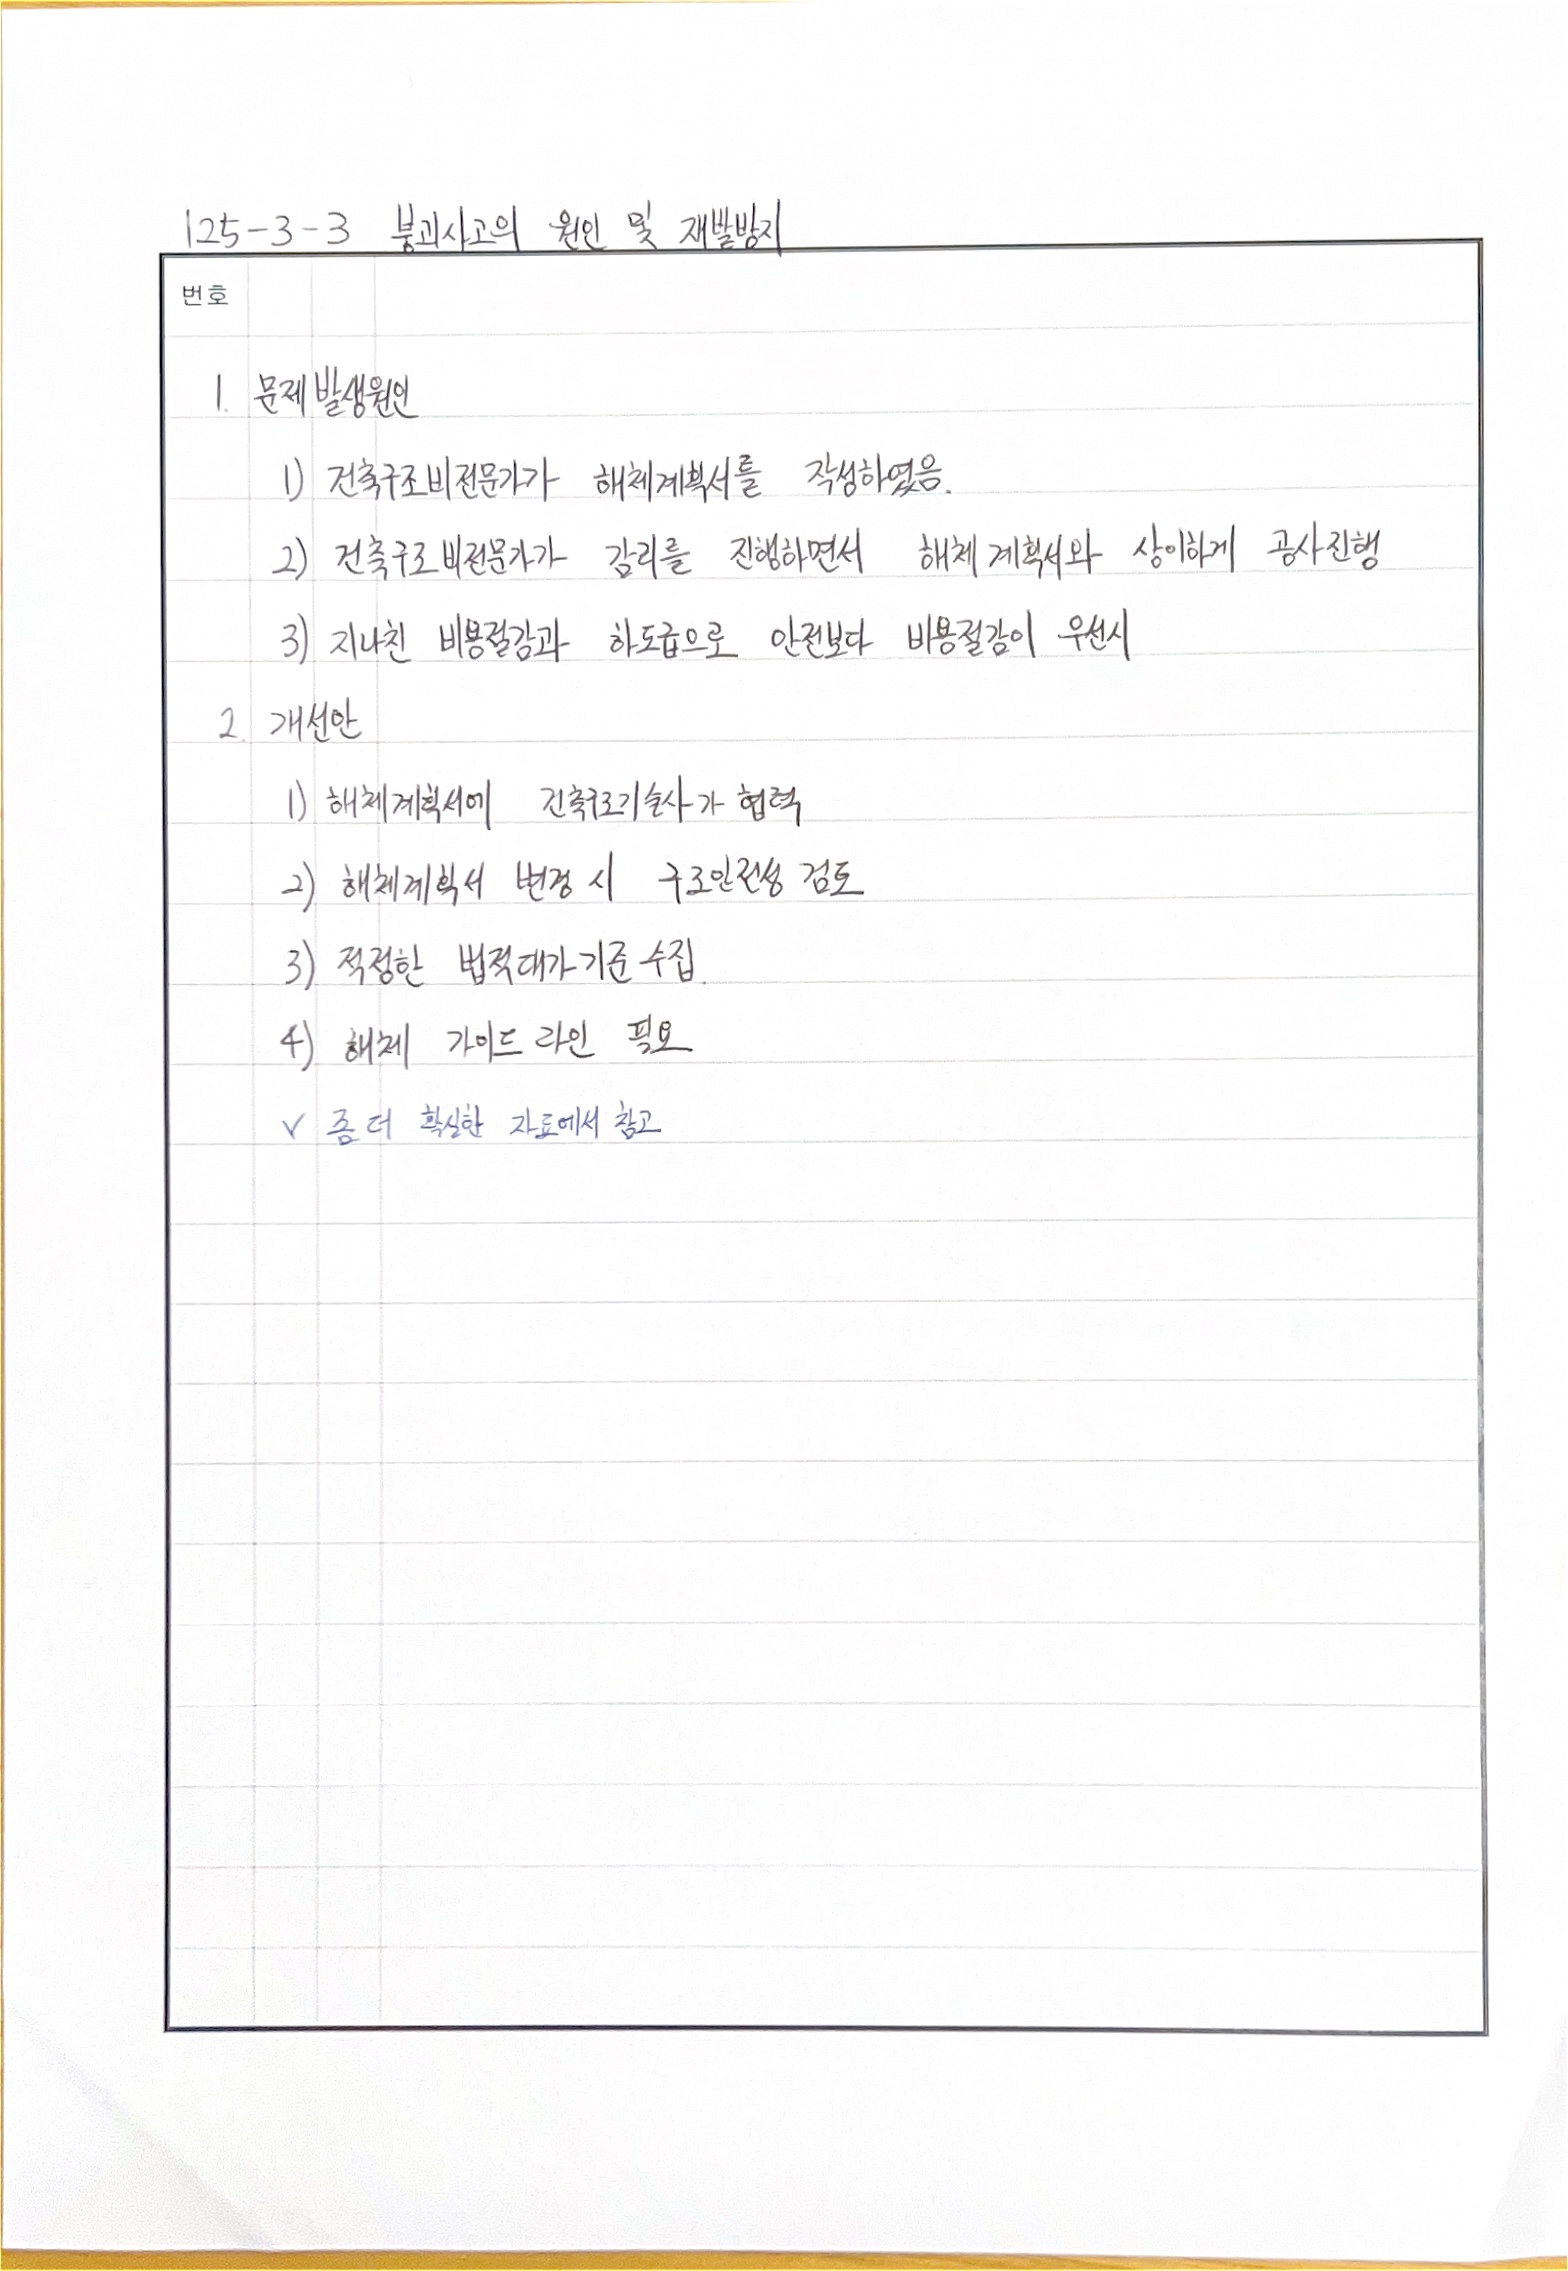 125-3-3 붕괴사고의 원인 및 재발방지
번호
1. 문제발생원인
1) 건축구조비전문가가 해체계획서를 작성하였음.
2) 건축구조비전문가가 감리를 진행하면서 해체계획서와 상이하게 공사진행
3) 지나친 비용절감과 하도급으로 안전보다 비용절감이 우선시
2. 개선안
1) 해체계획서에 건축구조기술사가 협력
2) 해체계획서 변경 시 구조안전성 검토
3) 적정한 법적대가기준 수집.
4) 해체 가이드라인 필요
✓ 좀 더 확실한 자료에서 참고